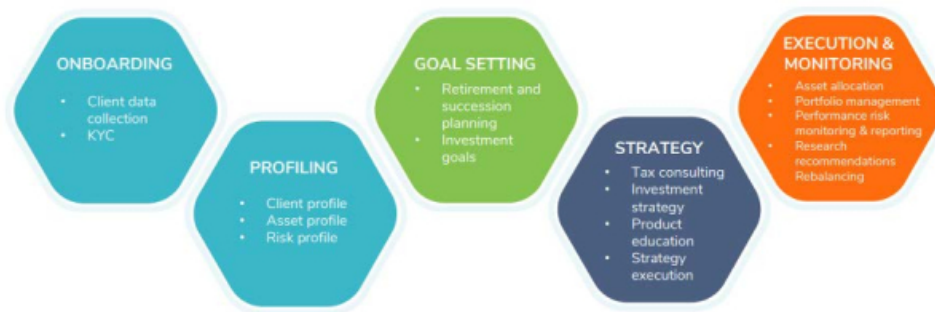 ONBOARDING
• Client data
collection
• KYC
PROFILING
• Client profile
• Asset profile
• Risk profile
GOAL SETTING
• Retirement and
succession
planning
• Investment
goals
STRATEGY
• Tax consulting
• Investment
strategy
• Product
education
• Strategy
execution
EXECUTION &
MONITORING
• Asset allocation
• Portfolio management
• Performance risk
monitoring & reporting
• Research
recommendations
Rebalancing